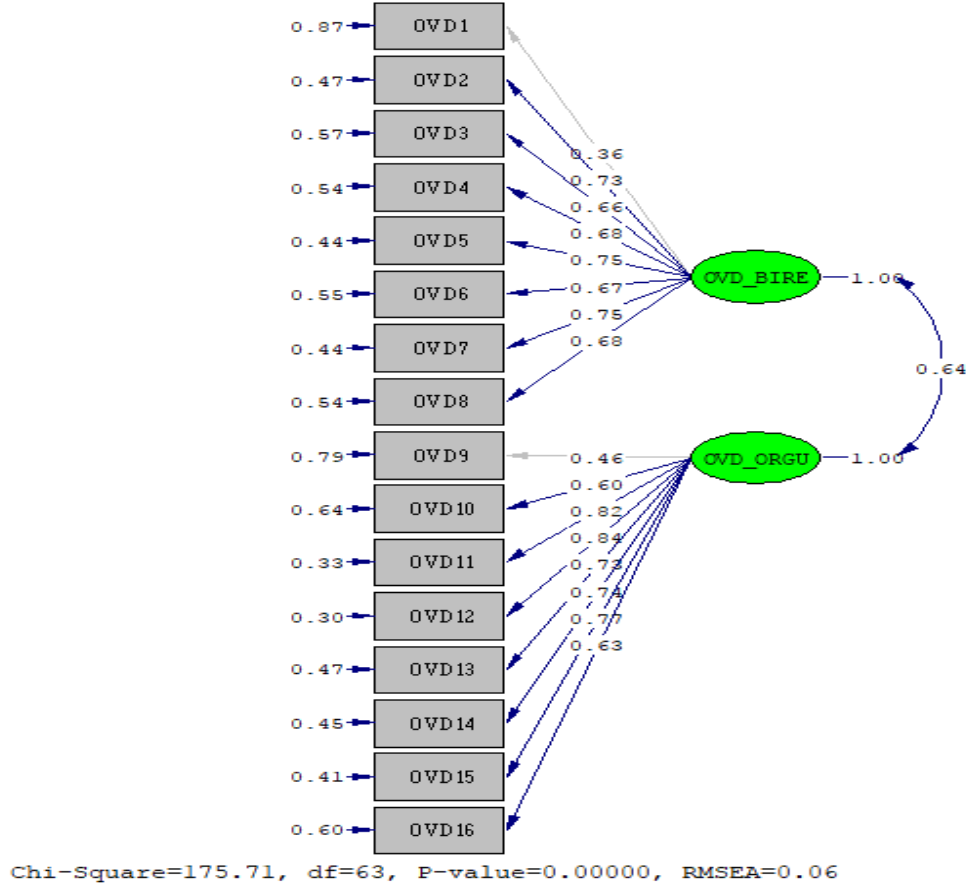 0.87 OVD1
0.47 OVD2
0.57 OVD3
0.54 OVD4
0.44 OVD5
0.55 OVD6
0.44 OVD7
0.54 OVD8
0.79 OVD9
0.64 OVD10
0.33 OVD11
0.30 OVD12
0.47 OVD13
0.45 OVD14
0.41 OVD15
0.60 OVD16
0.36
0.73
0.66
0.68
0.75
0.67
0.75
0.68
0.46
0.60
0.82
0.84
0.73
0.74
0.77
0.63
OVD_BIRE 1.00
0.64
OVD_ORGU 1.00
Chi-Square=175.71, df=63, P-value=0.00000, RMSEA=0.06